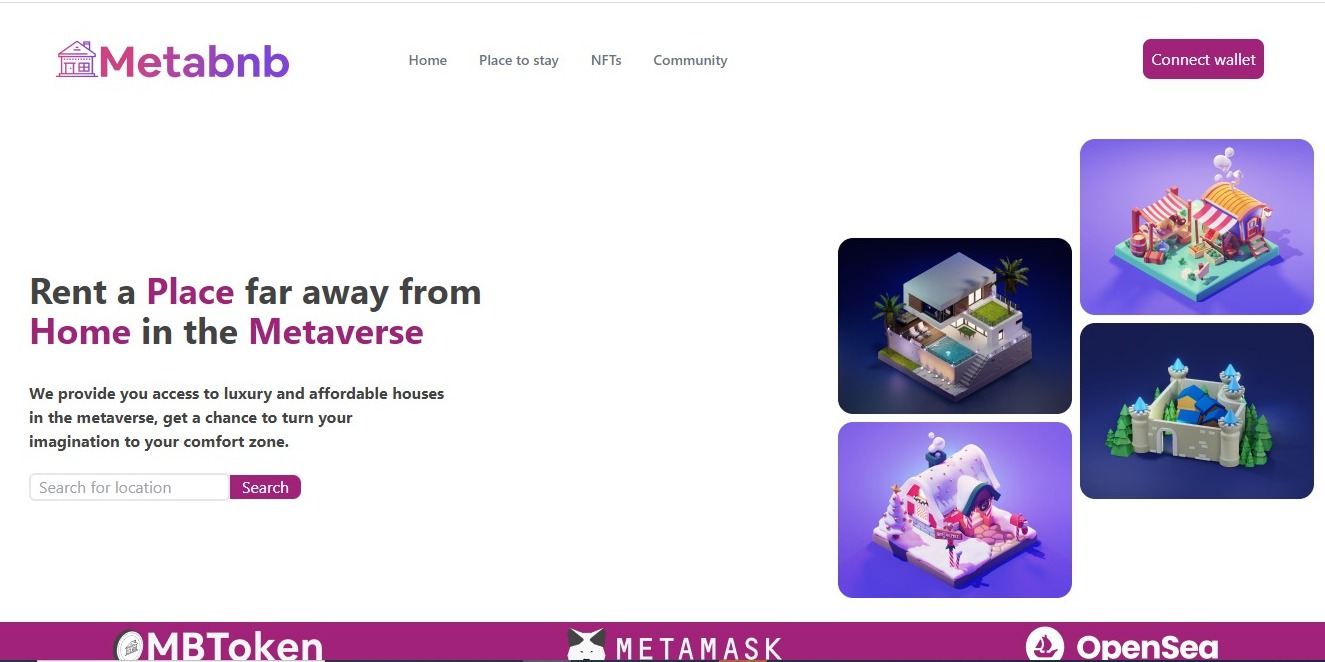 Metabnb
Home
Place to stay
NFTs
Community
Connect wallet
Rent a Place far away from
Home in the Metaverse
We provide you access to luxury and affordable houses
in the metaverse, get a chance to turn your
imagination to your comfort zone.
Search for location
Search
MBToken
METAMASK
OpenSea